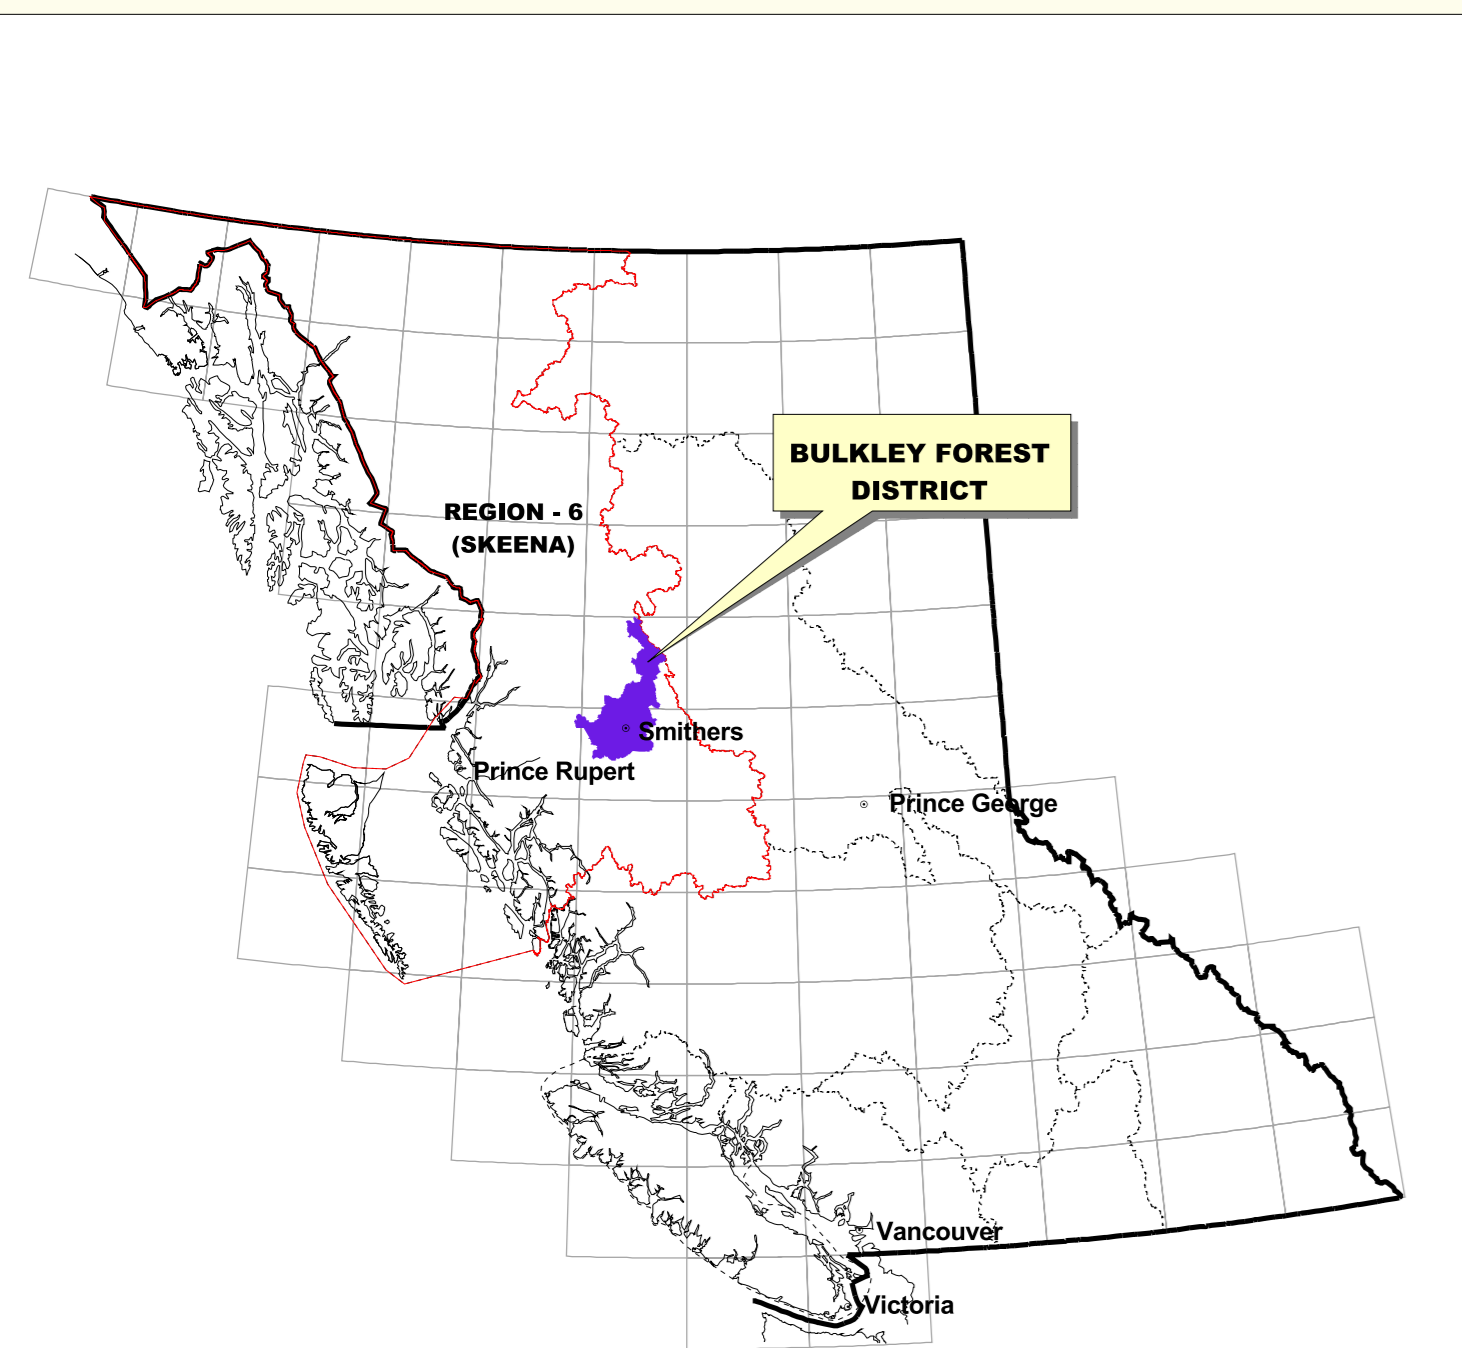 BULKLEY FOREST
DISTRICT
REGION - 6
(SKEENA)
Smithers
Prince Rupert
Prince George
Vancouver
Victoria